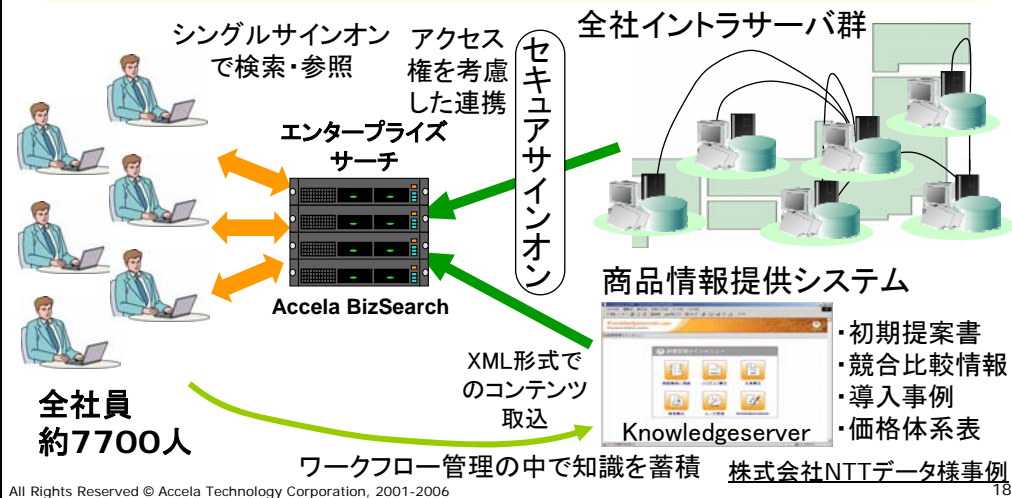 シングルサインオン
で検索・参照
アクセス
権を考慮
した連携
セキュアサインオン
全社イントラサーバ群
エンタープライズ
サーチ
Accela BizSearch
商品情報提供システム
XML形式で
のコンテンツ
取込
Knowledgeserver
・初期提案書
・競合比較情報
・導入事例
・価格体系表
全社員
約7700人
ワークフロー管理の中で知識を蓄積
株式会社NTTデータ様事例
All Rights Reserved © Accela Technology Corporation, 2001-2006
18